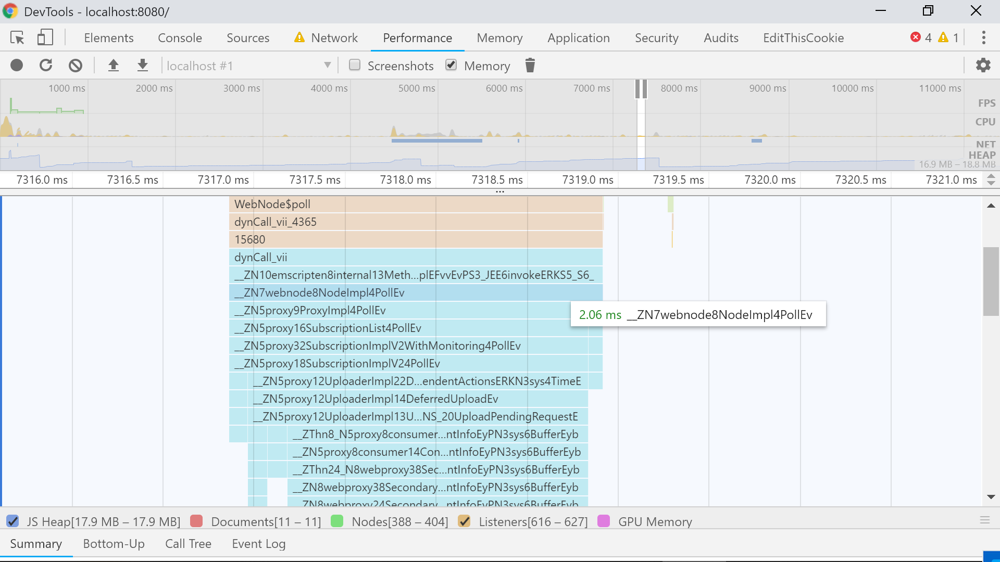 DevTools - localhost:8080/
Elements Console Sources Network Performance Memory Application Security Audits EditThisCookie 4 1
localhost #1 Screenshots Memory
1000 ms 2000 ms 3000 ms 4000 ms 5000 ms 6000 ms 7000 ms 8000 ms 9000 ms 10000 ms 11000 ms
FPS
CPU
NET
HEAP
16.9 MB – 18.8 MB
7316.0 ms 7316.5 ms 7317.0 ms 7317.5 ms 7318.0 ms 7318.5 ms 7319.0 ms 7319.5 ms 7320.0 ms 7320.5 ms 7321.0 ms
...
WebNode$poll
dynCall_vii_4365
15680
dynCall_vii
__ZN10emscripten8internal13Meth...plEFvvEvPS3_JEE6invokeERKS5_S6_
__ZN7webnode8NodeImpl4PollEv
__ZN5proxy9ProxyImpl4PollEv
2.06 ms __ZN7webnode8NodeImpl4PollEv
__ZN5proxy16SubscriptionList4PollEv
__ZN5proxy32SubscriptionImplV2WithMonitoring4PollEv
__ZN5proxy18SubscriptionImplV24PollEv
__ZN5proxy12UploaderImpl22D...endentActionsERKN3sys4TimeE
__ZN5proxy12UploaderImpl14DeferredUploadEv
__ZN5proxy12UploaderImpl13U...NS_20UploadPendingRequestE
__ZThn8_N5proxy8consumer...ntInfoEyPN3sys6BufferEyb
__ZN5proxy8consumer14Con...ntInfoEyPN3sys6BufferEyb
__ZThn24_N8webproxy38Sec...ntInfoEyPN3sys6BufferEyb
__ZN8webproxy38Secondary...ntInfoEyPN3sys6BufferEyb
__ZN8webproxy24Secondary...ntInfoEyPN3sys6BufferEyb
JS Heap[17.9 MB – 17.9 MB] Documents[11 – 11] Nodes[388 – 404] Listeners[616 – 627] GPU Memory
Summary Bottom-Up Call Tree Event Log